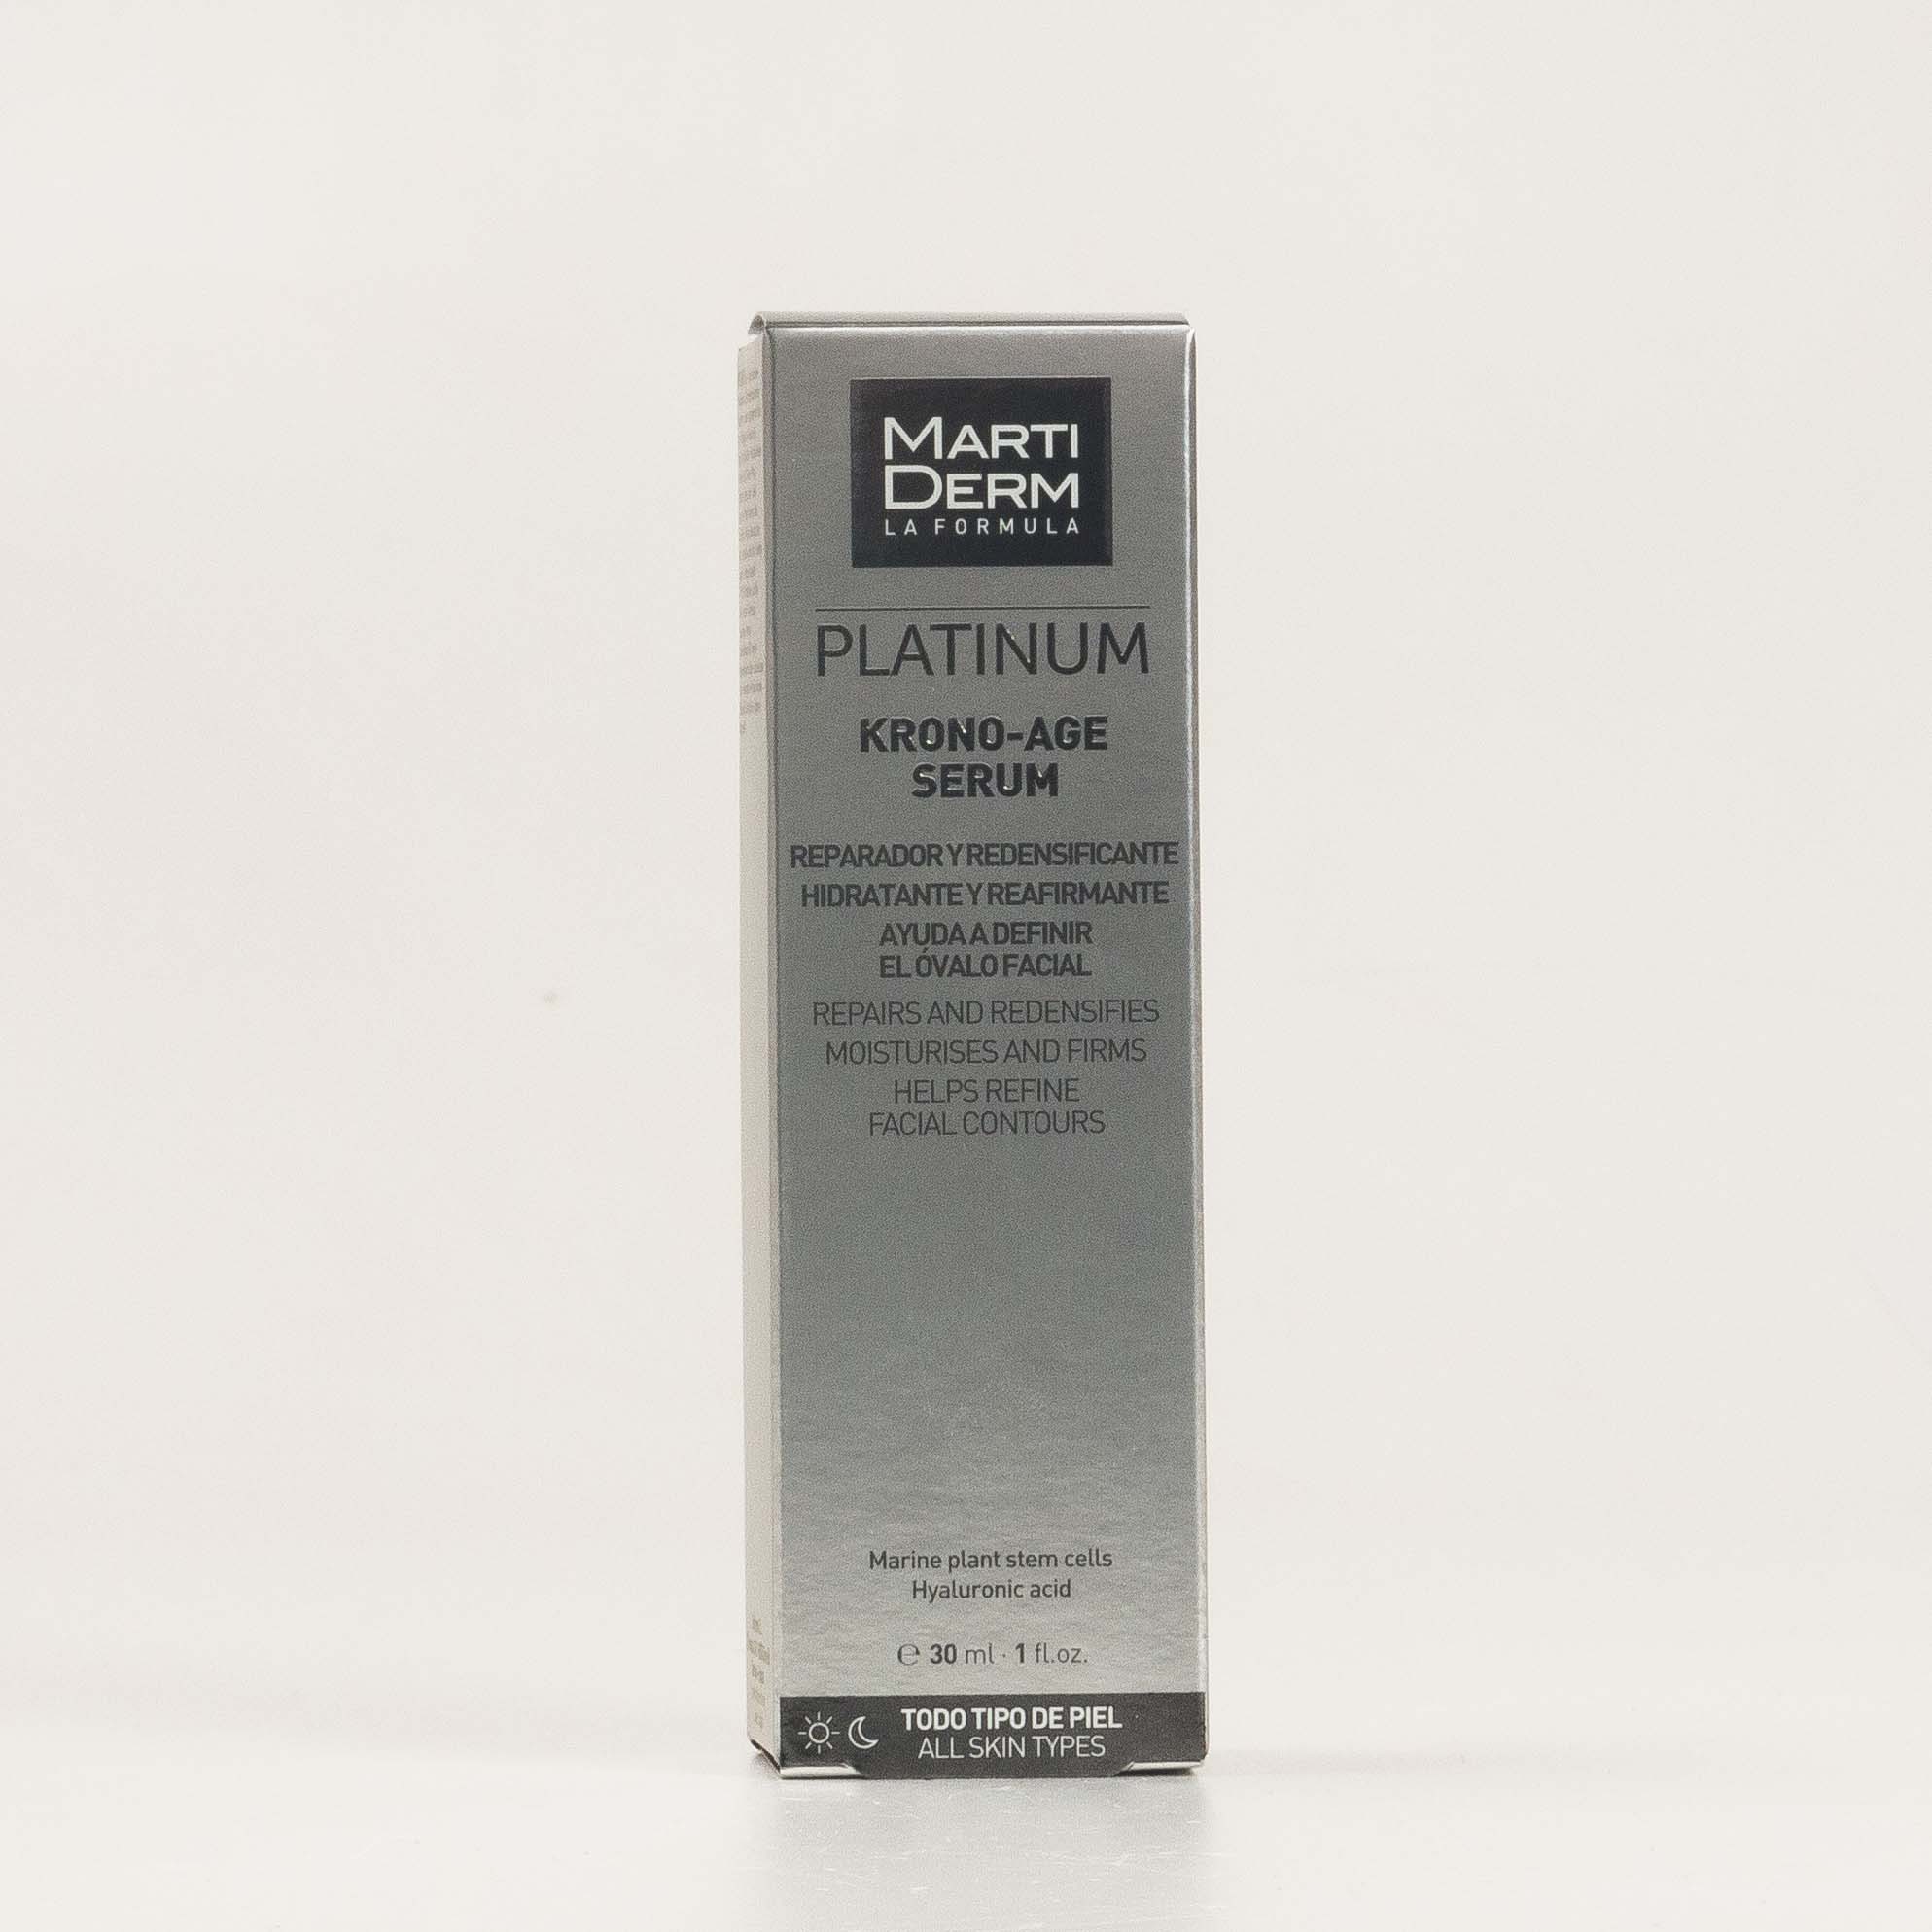 MARTI
DERM
LA FORMULA
PLATINUM
KRONO-AGE
SERUM
REPARADOR Y REDENSIFICANTE
HIDRATANTE Y REAFIRMANTE
AYUDA A DEFINIR
EL ÓVALO FACIAL
REPAIRS AND REDENSIFIES
MOISTURISES AND FIRMS
HELPS REFINE
FACIAL CONTOURS
Marine plant stem cells
Hyaluronic acid
℮ 30 ml · 1 fl.oz.
TODO TIPO DE PIEL
ALL SKIN TYPES